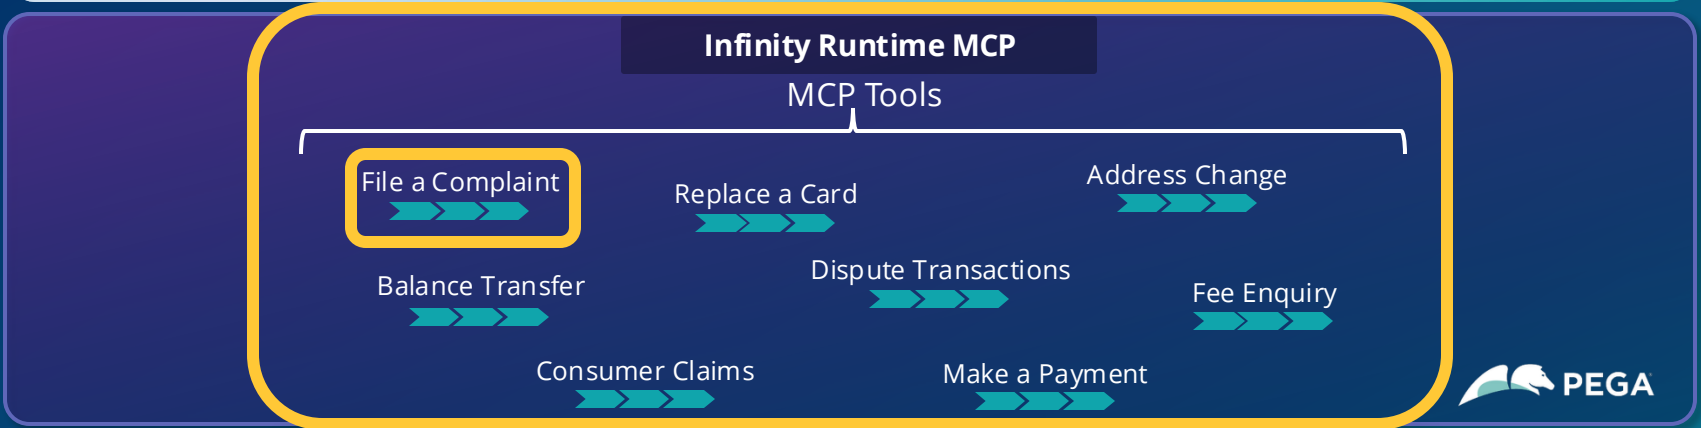 Infinity Runtime MCP
MCP Tools
File a Complaint
Replace a Card
Address Change
Balance Transfer
Dispute Transactions
Fee Enquiry
Consumer Claims
Make a Payment
PEGA